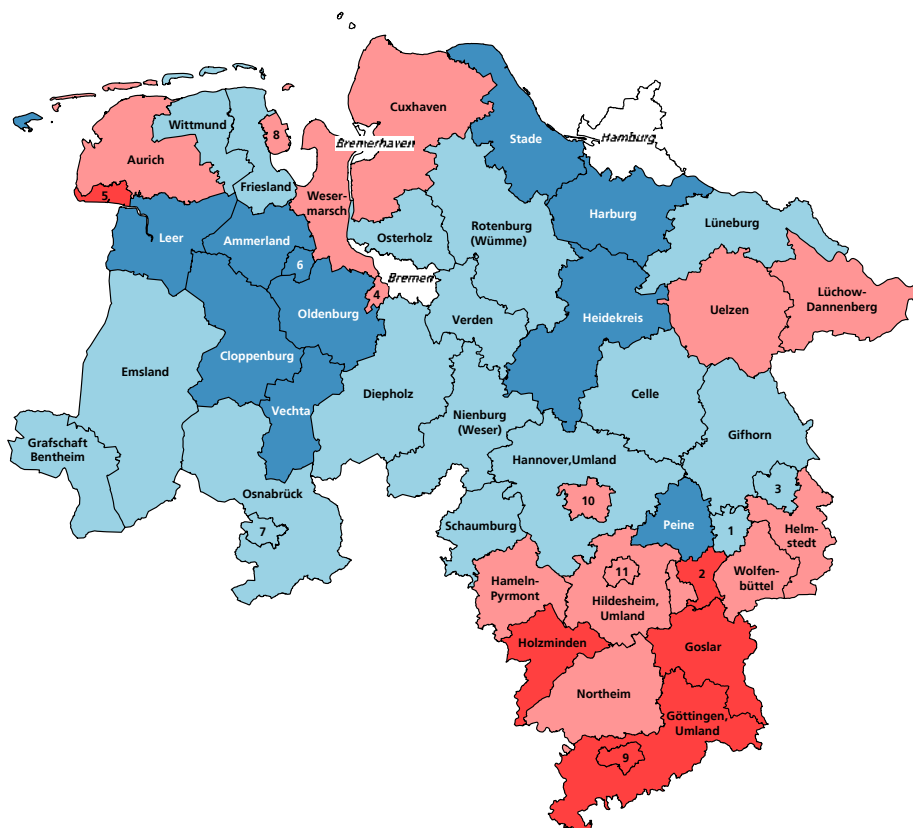 Cuxhaven
Wittmund
8
Bremerhaven
Stade
Hamburg
Aurich
Friesland
5
Weser-
marsch
Harburg
Leer
Ammerland
Osterholz
Rotenburg
(Wümme)
Lüneburg
6
Bremen
4
Oldenburg
Verden
Heidekreis
Uelzen
Lüchow-
Dannenberg
Cloppenburg
Emsland
Diepholz
Celle
Vechta
Nienburg
(Weser)
Gifhorn
Grafschaft
Bentheim
Hannover,Umland
Osnabrück
10
3
7
Schaumburg
Peine
1
Helm-
stedt
Hameln-
Pyrmont
11
Hildesheim,
Umland
2
Wolfen-
büttel
Holzminden
Goslar
Northeim
Göttingen,
Umland
9